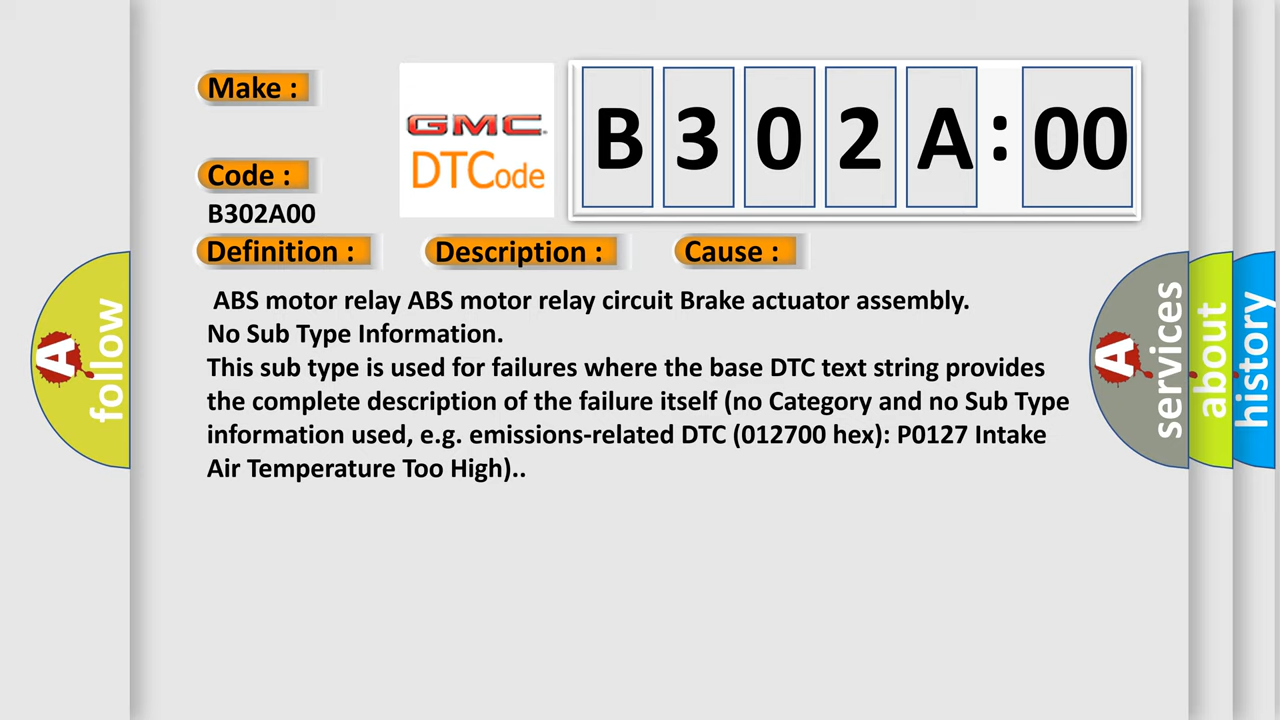 Make :
GMC
DTCode
B302A:00
Code :
B302A00
Definition :
Description :
Cause :
ABS motor relay ABS motor relay circuit Brake actuator assembly.
No Sub Type Information.
This sub type is used for failures where the base DTC text string provides
the complete description of the failure itself (no Category and no Sub Type
information used, e.g. emissions-related DTC (012700 hex): P0127 Intake
Air Temperature Too High)..
A follow
A services
about
history